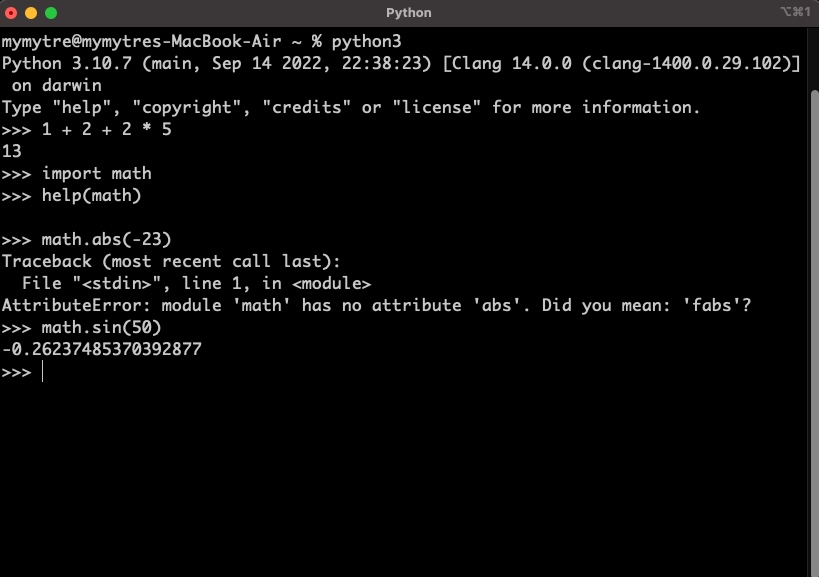 Python
⌥⌘1
mymytre@mymytres-MacBook-Air ~ % python3
Python 3.10.7 (main, Sep 14 2022, 22:38:23) [Clang 14.0.0 (clang-1400.0.29.102)]
 on darwin
Type "help", "copyright", "credits" or "license" for more information.
>>> 1 + 2 + 2 * 5
13
>>> import math
>>> help(math)

>>> math.abs(-23)
Traceback (most recent call last):
  File "<stdin>", line 1, in <module>
AttributeError: module 'math' has no attribute 'abs'. Did you mean: 'fabs'?
>>> math.sin(50)
-0.26237485370392877
>>>